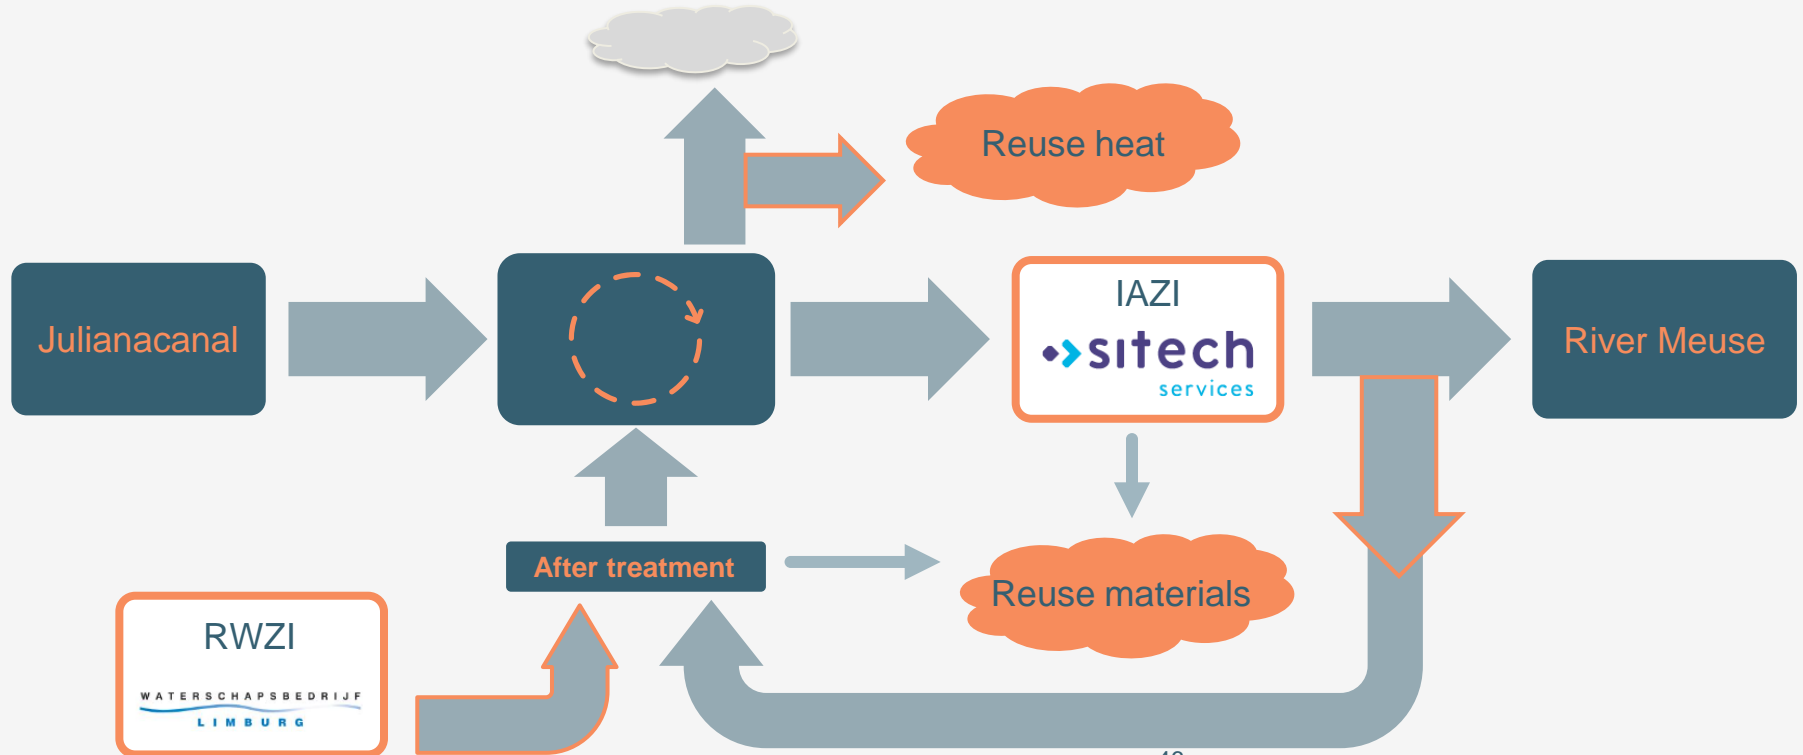 Reuse heat
Julianacanal
IAZI
sitech
services
River Meuse
After treatment
Reuse materials
RWZI
WATERSCHAPSBEDRIJF
LIMBURG